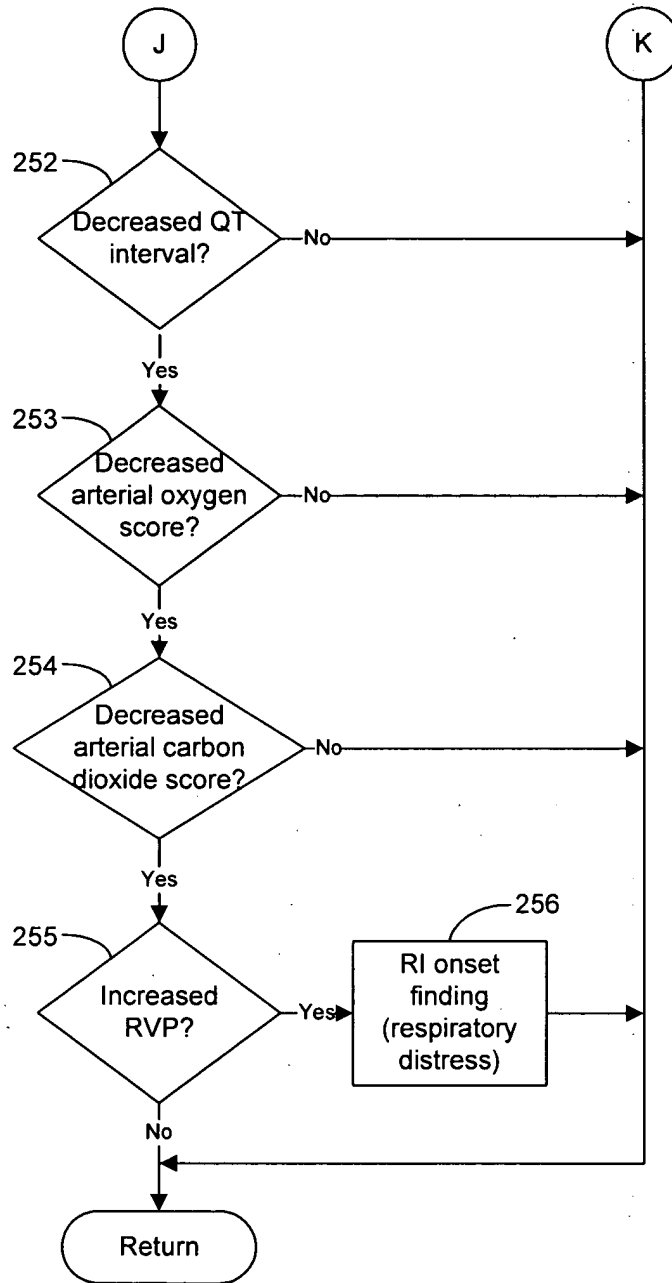 J
K
252
Decreased QT
interval?
No
Yes
253
Decreased
arterial oxygen
score?
No
Yes
254
Decreased
arterial carbon
dioxide score?
No
Yes
255
Increased
RVP?
Yes
256
RI onset
finding
(respiratory
distress)
No
Return